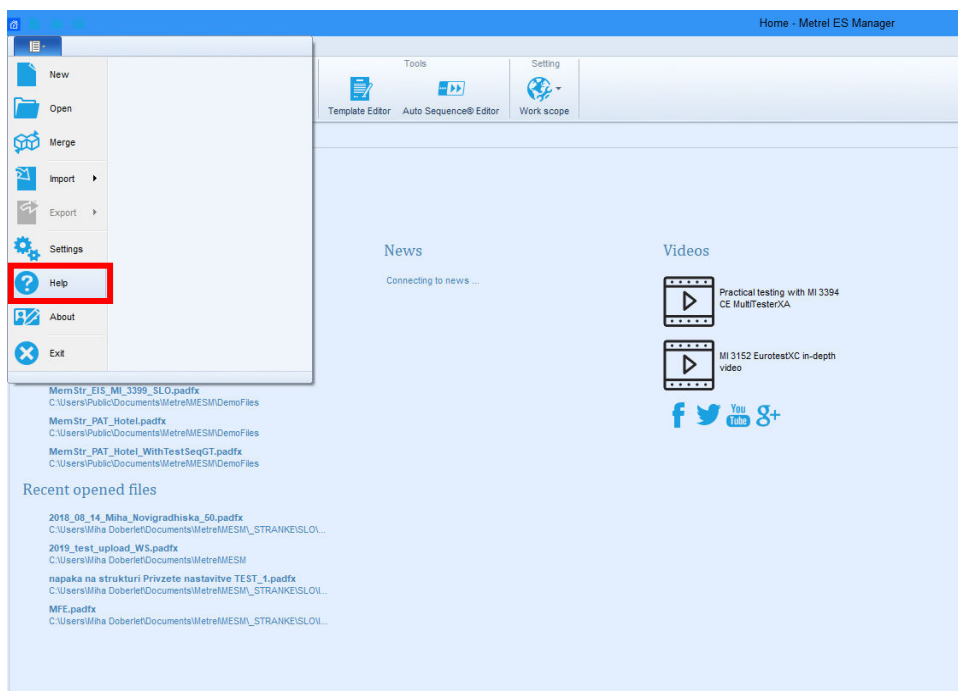 Home - Metrel ES Manager
New
Open
Merge
Import
Export
Settings
Help
About
Exit
Tools
Template Editor
Auto Sequence® Editor
Setting
Work scope
MemStr_EIS_MI_3399_SLO.padfx
C:\Users\Public\Documents\Metrel\MESM\DemoFiles
MemStr_PAT_Hotel.padfx
C:\Users\Public\Documents\Metrel\MESM\DemoFiles
MemStr_PAT_Hotel_WithTestSeqGT.padfx
C:\Users\Public\Documents\Metrel\MESM\DemoFiles
Recent opened files
2018_08_14_Miha_Novigradhiska_50.padfx
C:\Users\Miha Doberlet\Documents\Metrel\MESM\_STRANKE\SLO\...
2019_test_upload_WS.padfx
C:\Users\Miha Doberlet\Documents\Metrel\MESM
napaka na strukturi Privzete nastavitve TEST_1.padfx
C:\Users\Miha Doberlet\Documents\Metrel\MESM\_STRANKE\SLO\I...
MFE.padfx
C:\Users\Miha Doberlet\Documents\Metrel\MESM\_STRANKE\SLO\I...
News
Connecting to news ...
Videos
Practical testing with MI 3394
CE MultiTesterXA
MI 3152 EurotestXC in-depth
video
You
Tube